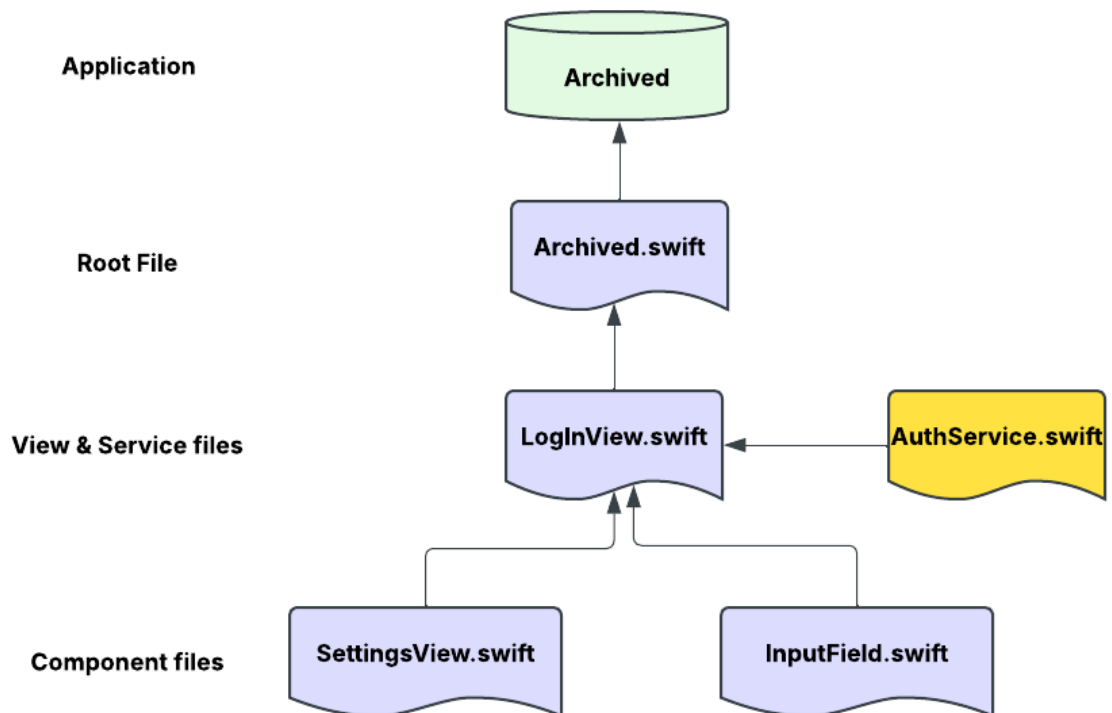 Application
Archived
Root File
Archived.swift
View & Service files
LogInView.swift
AuthService.swift
Component files
SettingsView.swift
InputField.swift